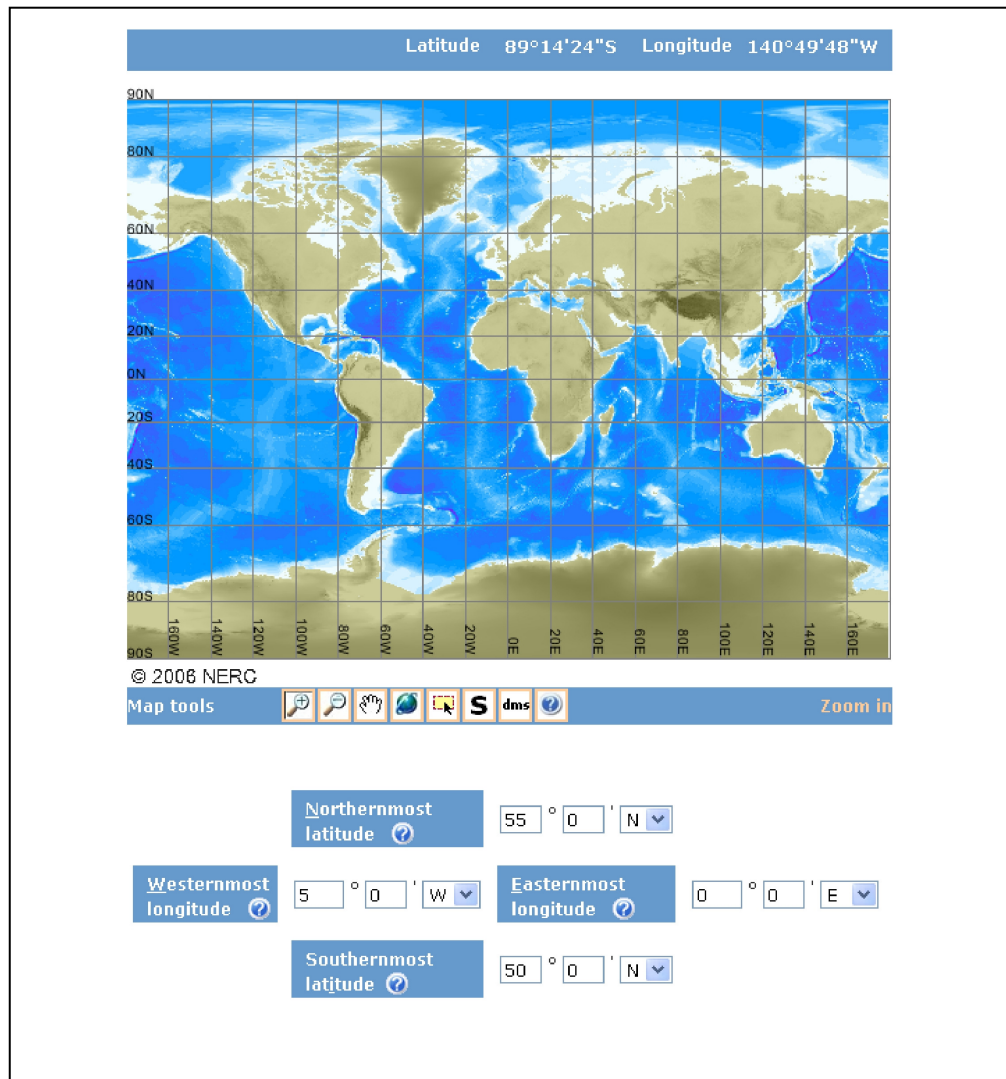 Latitude 89°14'24"S Longitude 140°49'48"W
90N
80N
60N
40N
20N
0N
20S
40S
60S
80S
90S
160W 140W 120W 100W 80W 60W 40W 20W 0E 20E 40E 60E 80E 100E 120E 140E 160E
© 2006 NERC
Map tools S dms ? Zoom in
Northernmost
latitude ? 55 ° 0 ' N
Westernmost
longitude ? 5 ° 0 ' W
Easternmost
longitude ? 0 ° 0 ' E
Southernmost
latitude ? 50 ° 0 ' N